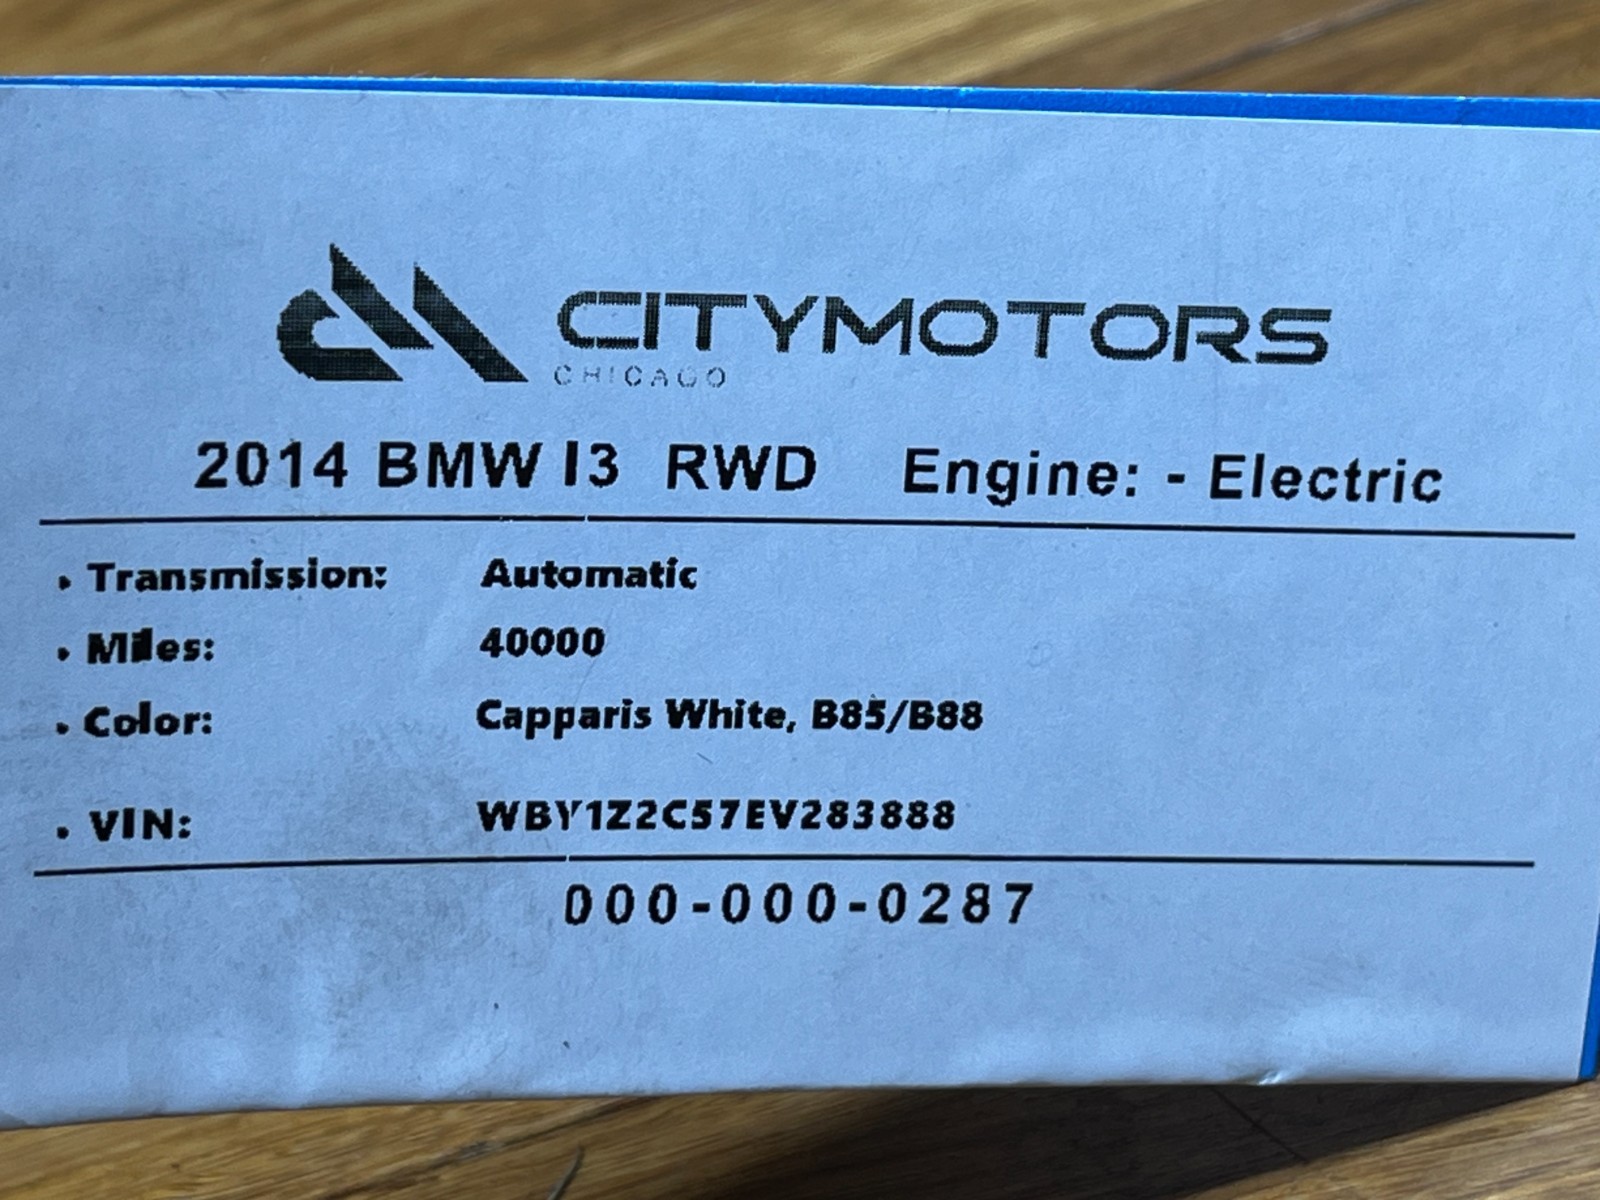 CITYMOTORS
CHICAGO
2014 BMW I3 RWD Engine: - Electric
• Transmission: Automatic
• Miles: 40000
• Color: Capparis White, B85/B88
• VIN: WBY1Z2C57EV283888
000-000-0287